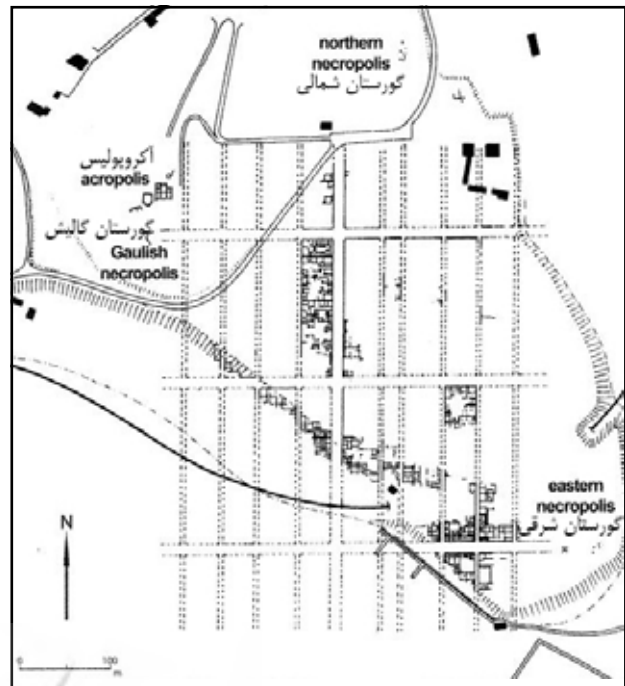 northern
necropolis
گورستان شمالی
آکروپولیس
acropolis
گورستان گالیش
Gaulish
necropolis
eastern
necropolis
گورستان شرقی
N
0 100
m